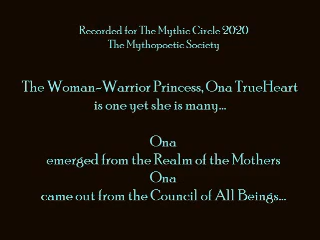 Recorded for The Mythic Circle 2020
The Mythopoetic Society
The Woman-Warrior Princess, Ona TrueHeart
is one yet she is many...
Ona
emerged from the Realm of the Mothers
Ona
came out from the Council of All Beings...